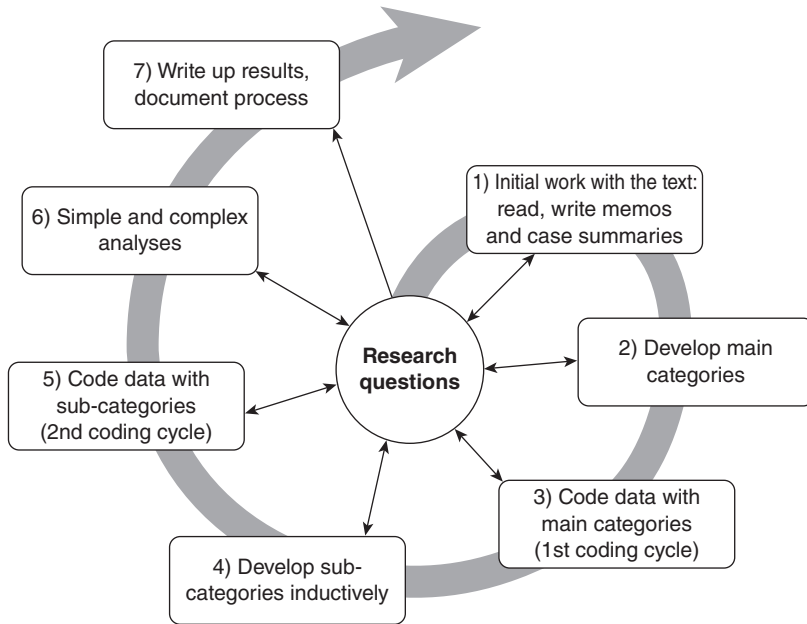 7) Write up results,
document process
1) Initial work with the text:
read, write memos
and case summaries
6) Simple and complex
analyses
Research
questions
2) Develop main
categories
5) Code data with
sub-categories
(2nd coding cycle)
3) Code data with
main categories
(1st coding cycle)
4) Develop sub-
categories inductively